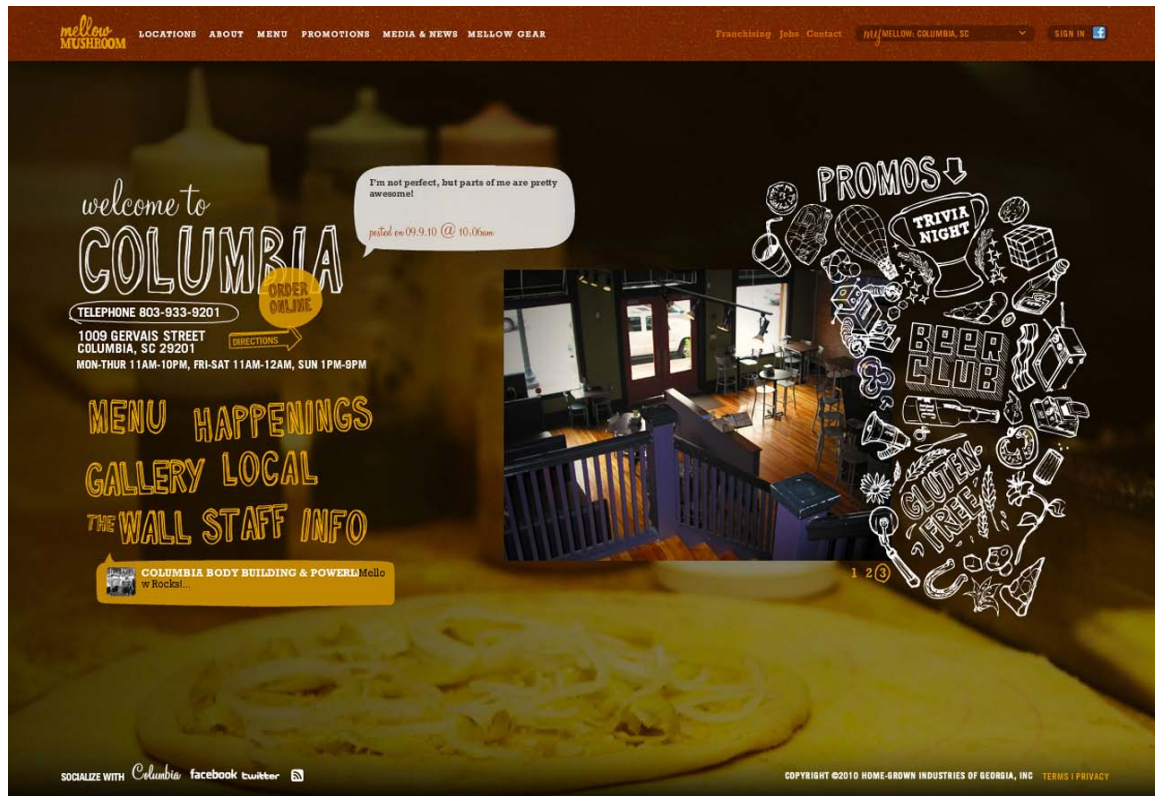 mellow
MUSHROOM
LOCATIONS ABOUT MENU PROMOTIONS MEDIA & NEWS MELLOW GEAR
Franchising Jobs Contact
my MELLOW: COLUMBIA, SC
SIGN IN f
welcome to
COLUMBIA
ORDER
ONLINE
TELEPHONE 803-933-9201
1009 GERVAIS STREET
COLUMBIA, SC 29201
DIRECTIONS
MON-THUR 11AM-10PM, FRI-SAT 11AM-12AM, SUN 1PM-9PM
I'm not perfect, but parts of me are pretty
awesome!
posted on 09.9.10 @ 10:06am
MENU HAPPENINGS
GALLERY LOCAL
THE WALL STAFF INFO
COLUMBIA BODY BUILDING & POWERLMello
w Rocks!...
PROMOS
TRIVIA
NIGHT
BEER
CLUB
GLUTEN
FREE
1 2 3
SOCIALIZE WITH Columbia facebook twitter
COPYRIGHT ©2010 HOME-GROWN INDUSTRIES OF GEORGIA, INC TERMS | PRIVACY